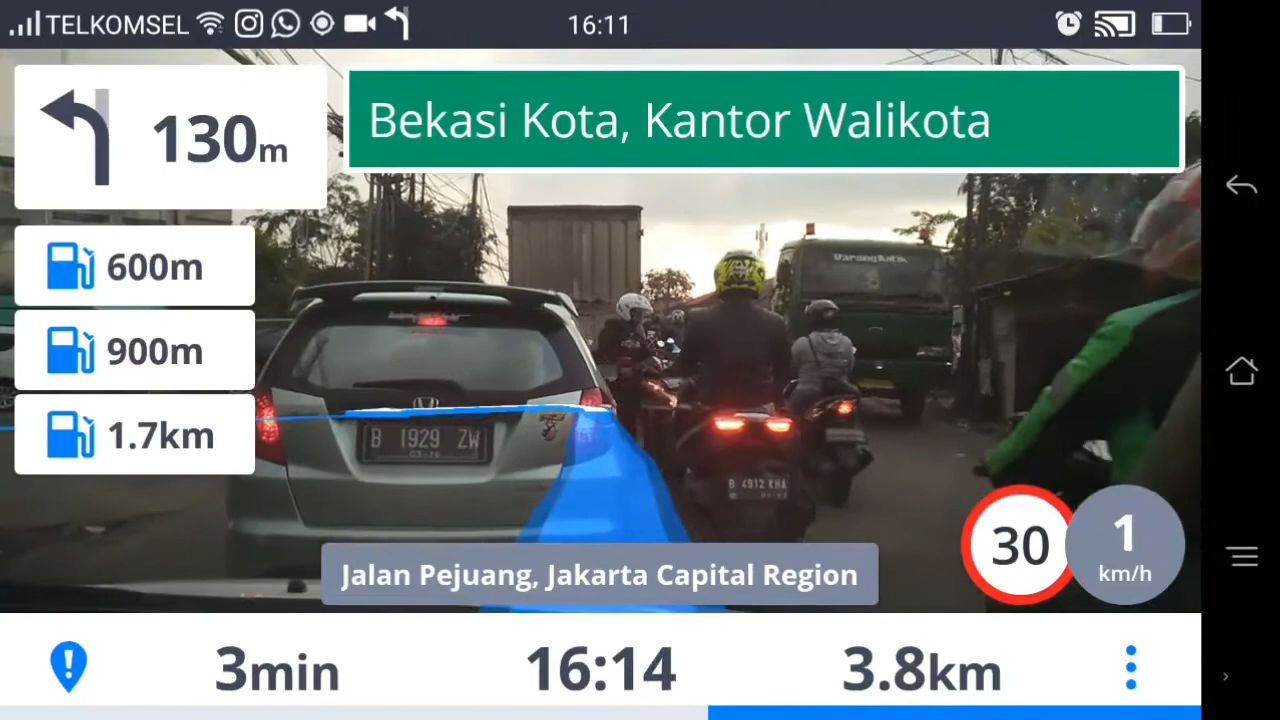 TELKOMSEL
16:11
130m
Bekasi Kota, Kantor Walikota
600m
900m
1.7km
B 1929 ZW
B 4912 KHA
30
1
km/h
Jalan Pejuang, Jakarta Capital Region
3min
16:14
3.8km